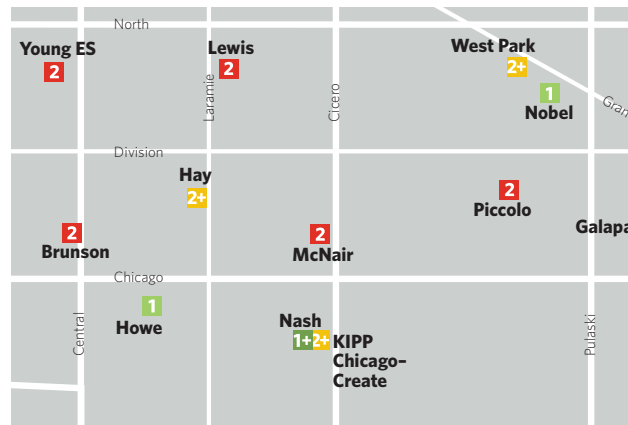 North
Young ES
2
Lewis
2
West Park
2+
1
Nobel
Gran
Laramie
Cicero
Division
Hay
2+
2
Piccolo
2
Brunson
2
McNair
Galapa
Chicago
1
Howe
Nash
1+ 2+ KIPP
Chicago–
Create
Central
Pulaski